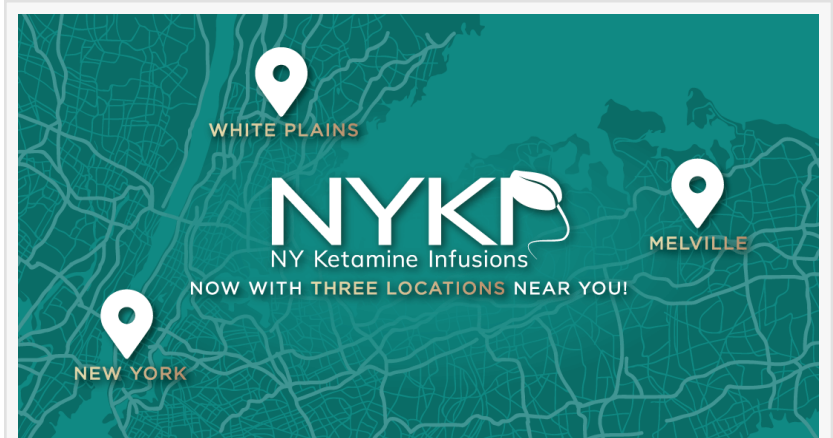 WHITE PLAINS
NYKI
NY Ketamine Infusions
MELVILLE
NOW WITH THREE LOCATIONS NEAR YOU!
NEW YORK